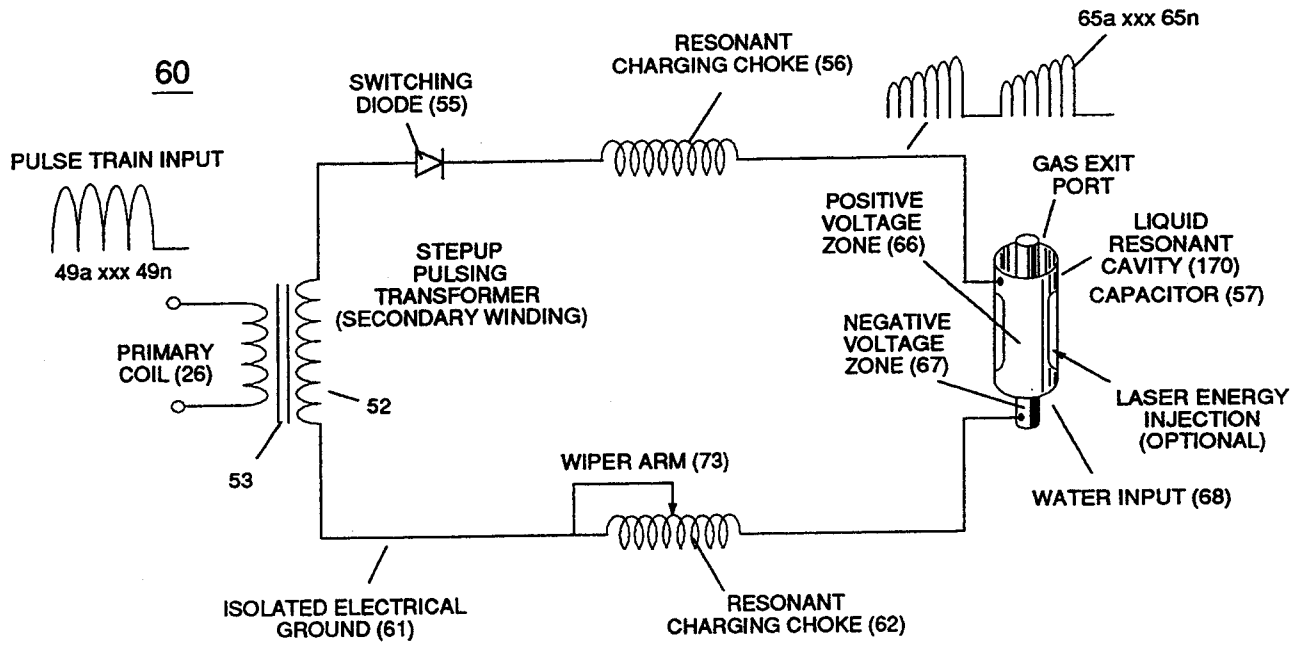 60
65a xxx 65n
RESONANT
CHARGING CHOKE (56)
SWITCHING
DIODE (55)
PULSE TRAIN INPUT
49a xxx 49n
GAS EXIT
PORT
POSITIVE
VOLTAGE
ZONE (66)
LIQUID
RESONANT
CAVITY (170)
CAPACITOR (57)
STEPUP
PULSING
TRANSFORMER
(SECONDARY WINDING)
NEGATIVE
VOLTAGE
ZONE (67)
PRIMARY
COIL (26)
52
LASER ENERGY
INJECTION
(OPTIONAL)
53
WIPER ARM (73)
WATER INPUT (68)
ISOLATED ELECTRICAL
GROUND (61)
RESONANT
CHARGING CHOKE (62)